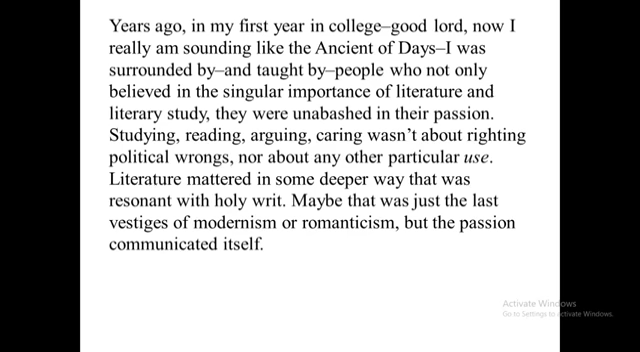 Years ago, in my first year in college–good lord, now I
really am sounding like the Ancient of Days–I was
surrounded by–and taught by–people who not only
believed in the singular importance of literature and
literary study, they were unabashed in their passion.
Studying, reading, arguing, caring wasn’t about righting
political wrongs, nor about any other particular use.
Literature mattered in some deeper way that was
resonant with holy writ. Maybe that was just the last
vestiges of modernism or romanticism, but the passion
communicated itself.
Activate Windows
Go to Settings to activate Windows.